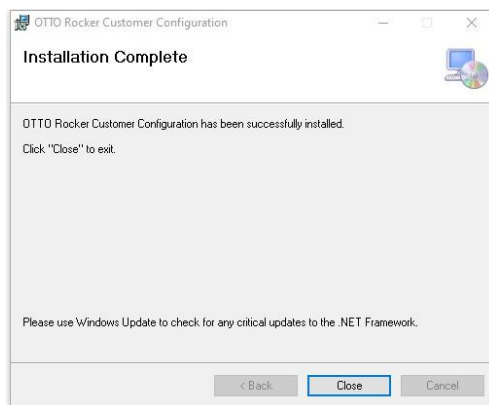 OTTO Rocker Customer Configuration
Installation Complete
OTTO Rocker Customer Configuration has been successfully installed.
Click "Close" to exit.
Please use Windows Update to check for any critical updates to the .NET Framework.
< Back
Close
Cancel